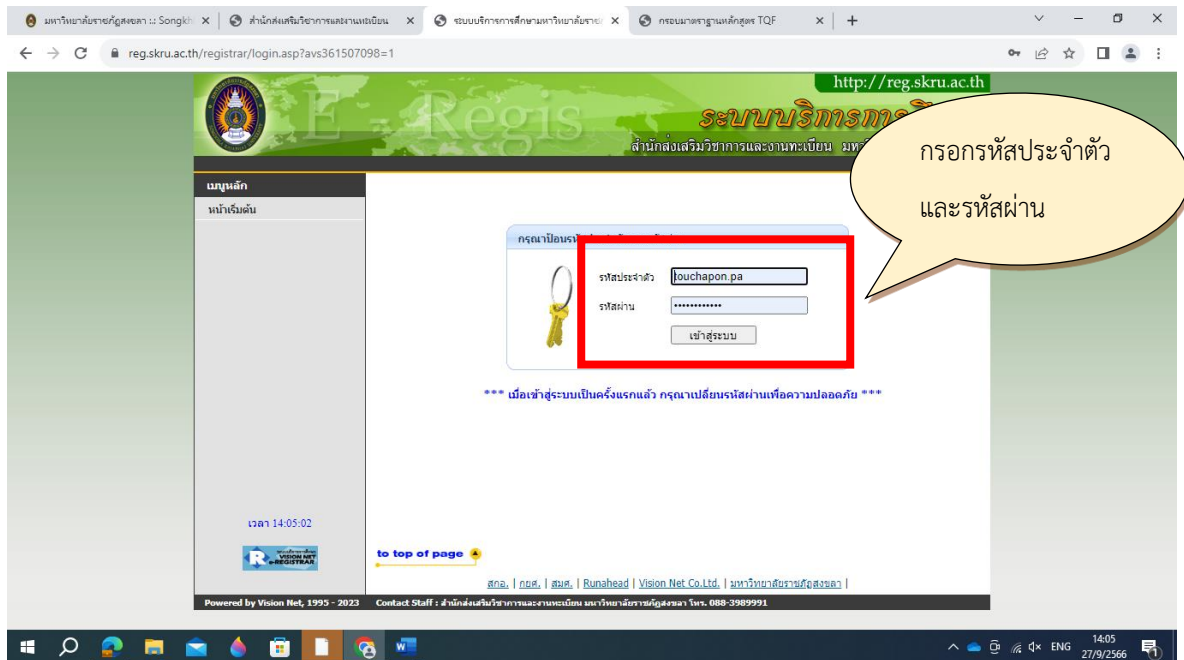 มหาวิทยาลัยราชภัฏสงขลา ::: Songkh
สำนักส่งเสริมวิชาการและงานทะเบียน
ระบบบริการการศึกษามหาวิทยาลัยราช
กรอบมาตราฐานหลักสูตร TQF
reg.skru.ac.th/registrar/login.asp?avs361507098=1
http://reg.skru.ac.th
E - Regis
ระบบบริการการ
สำนักส่งเสริมวิชาการและงานทะเบียน มหา
กรอกรหัสประจำตัว
และรหัสผ่าน
เมนูหลัก
หน้าเริ่มต้น
กรุณาป้อนรหั
รหัสประจำตัว touchapon.pa
รหัสผ่าน ••••••••••••
เข้าสู่ระบบ
*** เมื่อเข้าสู่ระบบเป็นครั้งแรกแล้ว กรุณาเปลี่ยนรหัสผ่านเพื่อความปลอดภัย ***
เวลา 14:05:02
R VISION NET
e-REGISTRAR
to top of page
สกอ. | กยศ. | สมศ. | Runahead | Vision Net Co.Ltd. | มหาวิทยาลัยราชภัฏสงขลา |
Powered by Vision Net, 1995 - 2023 Contact Staff : สำนักส่งเสริมวิชาการและงานทะเบียน มหาวิทยาลัยราชภัฏสงขลา โทร. 088-3989991
ENG
14:05
27/9/2566